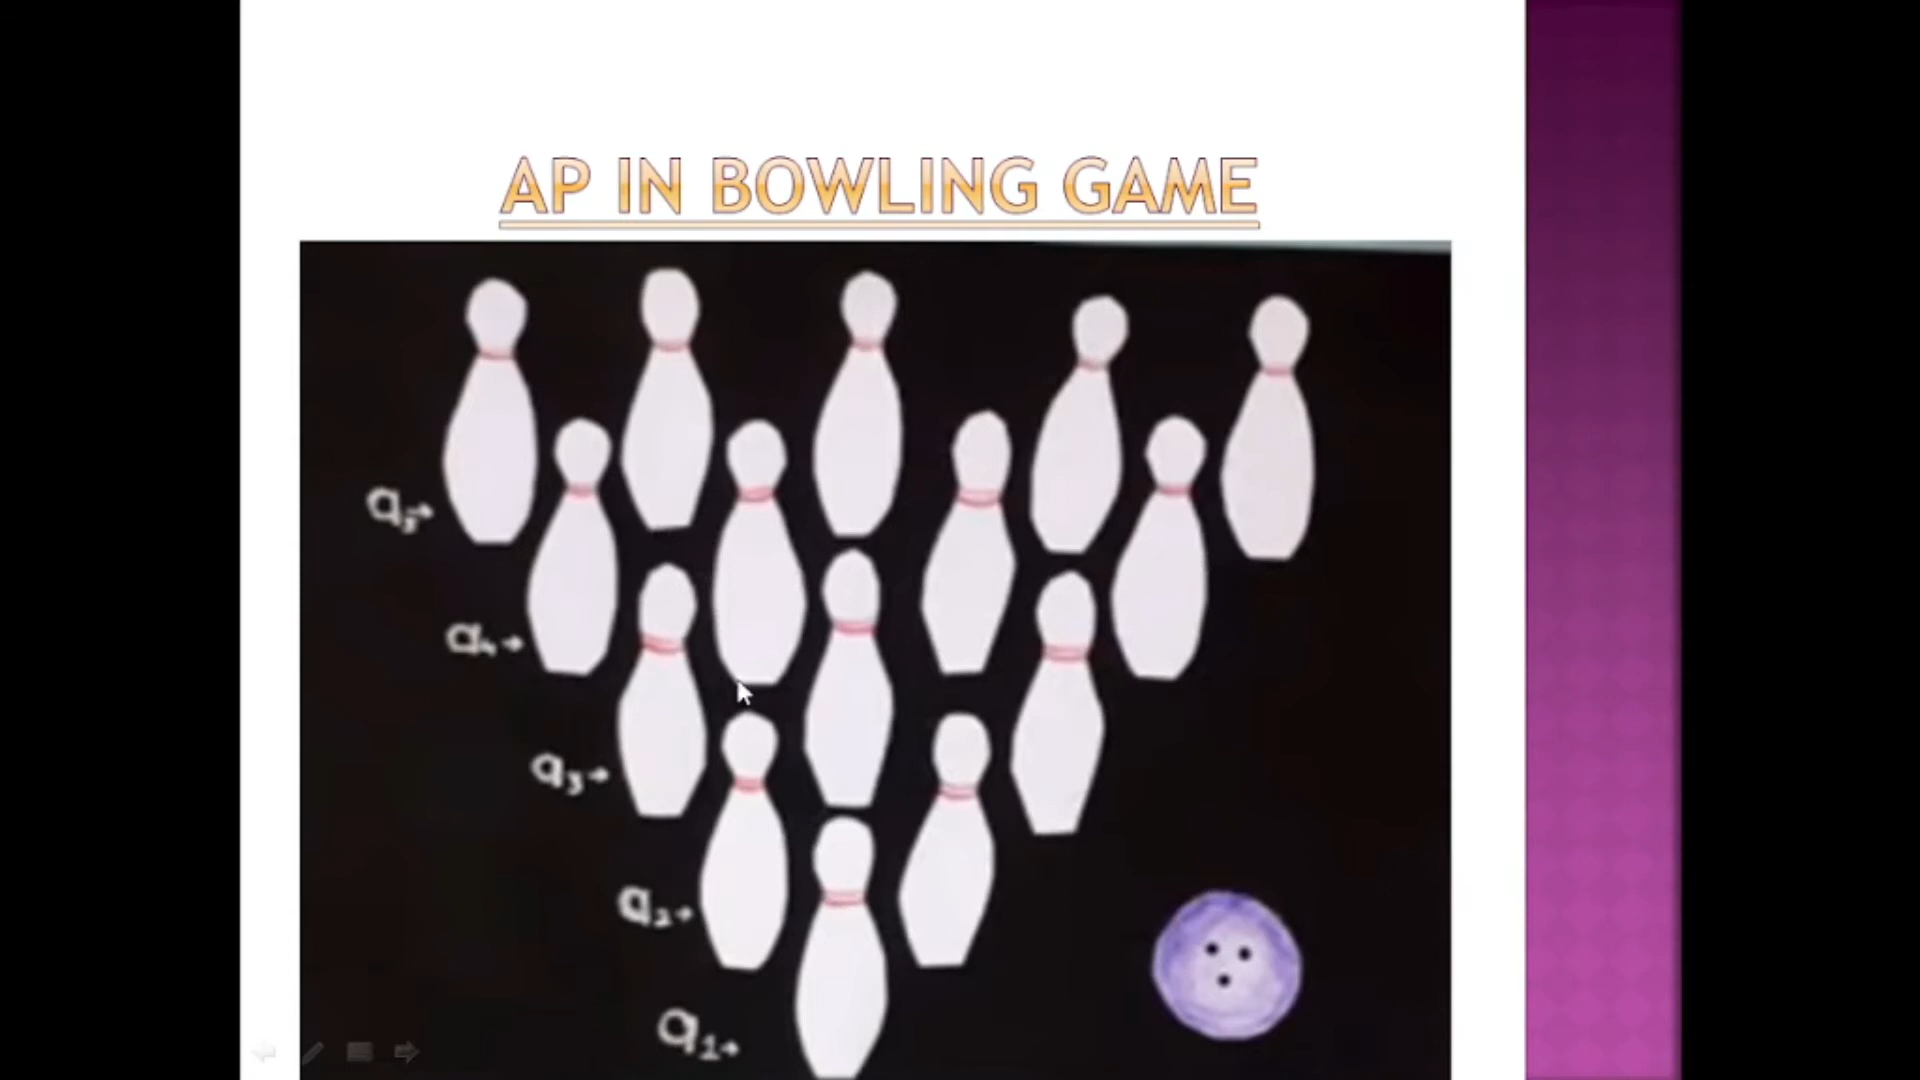 AP IN BOWLING GAME
a₅→
a₄→
a₃→
a₂→
a₁→